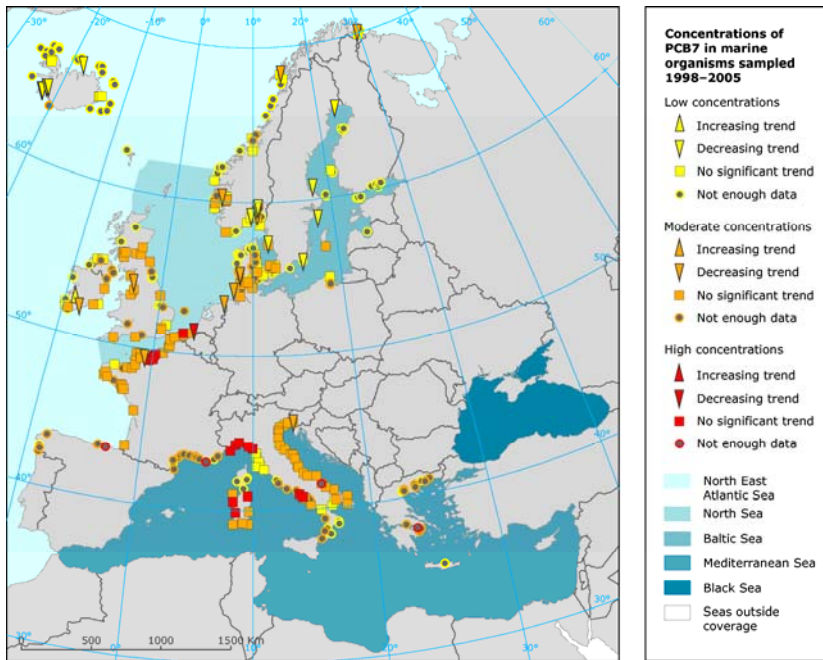 -30° -20° -10° 0° 10° 20° 30° 40° 50° 60°
60°
60°
50°
50°
40°
40°
30°
30°
0° 10° 20° 30°
0 500 1000 1500 Km
Concentrations of
PCB7 in marine
organisms sampled
1998–2005
Low concentrations
Increasing trend
Decreasing trend
No significant trend
Not enough data
Moderate concentrations
Increasing trend
Decreasing trend
No significant trend
Not enough data
High concentrations
Increasing trend
Decreasing trend
No significant trend
Not enough data
North East
Atlantic Sea
North Sea
Baltic Sea
Mediterranean Sea
Black Sea
Seas outside
coverage